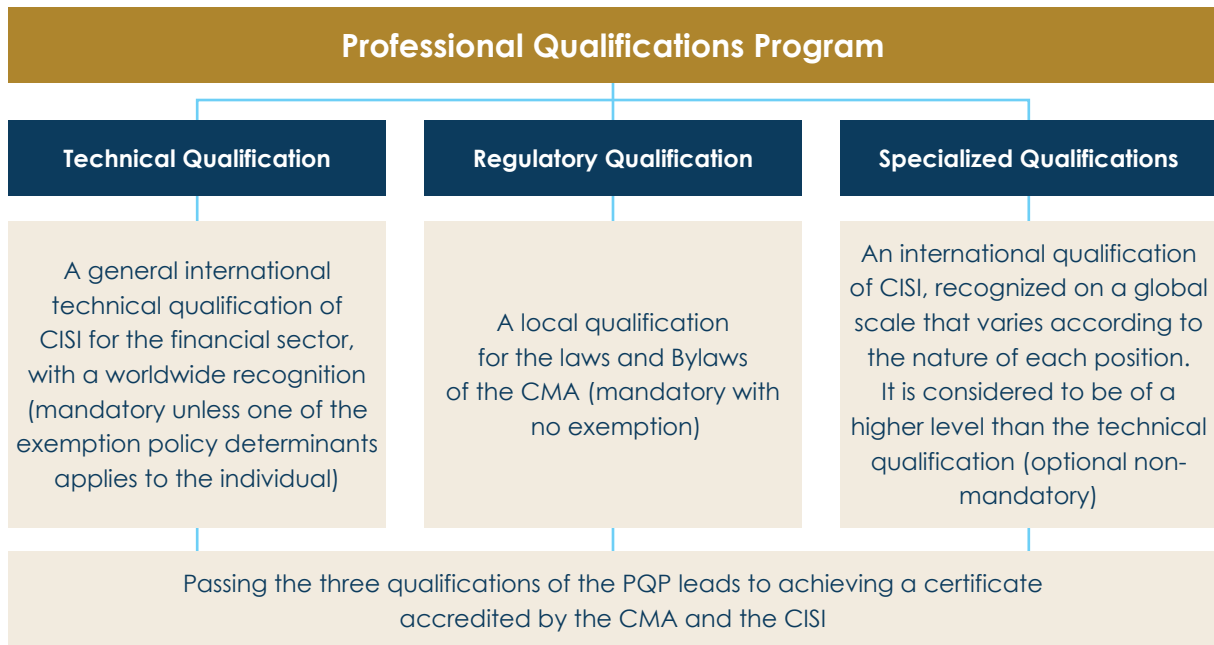 Professional Qualifications Program
Technical Qualification
A general international
technical qualification of
CISI for the financial sector,
with a worldwide recognition
(mandatory unless one of the
exemption policy determinants
applies to the individual)
Regulatory Qualification
A local qualification
for the laws and Bylaws
of the CMA (mandatory with
no exemption)
Specialized Qualifications
An international qualification
of CISI, recognized on a global
scale that varies according to
the nature of each position.
It is considered to be of a
higher level than the technical
qualification (optional non-
mandatory)
Passing the three qualifications of the PQP leads to achieving a certificate
accredited by the CMA and the CISI